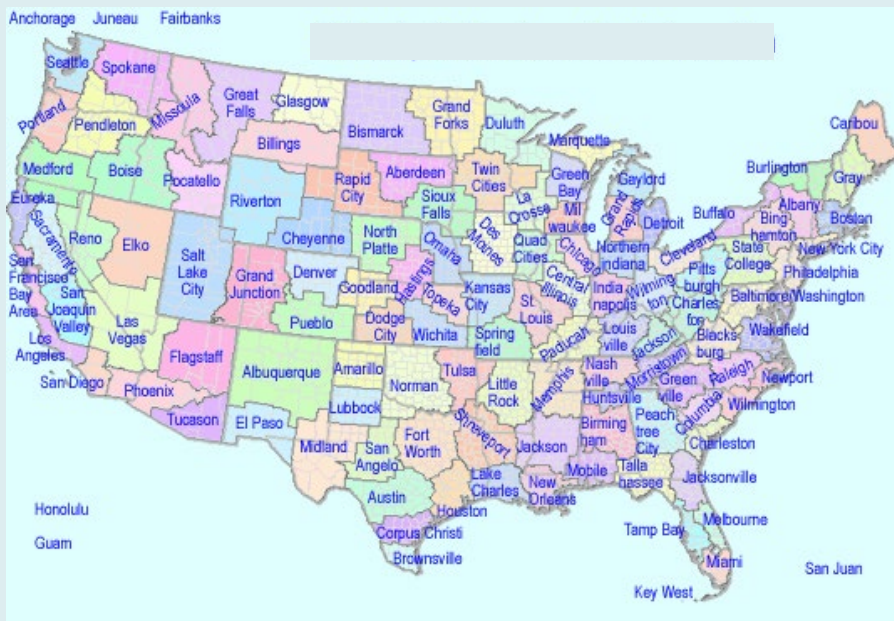 Anchorage Juneau Fairbanks
Seattle
Spokane
Portland
Pendleton
Missoula
Great
Falls
Glasgow
Billings
Bismarck
Grand
Forks
Duluth
Marquette
Caribou
Medford
Boise
Pocatello
Riverton
Rapid
City
Aberdeen
Twin
Cities
Green
Bay
Gaylord
Burlington
Gray
Eureka
Sacramento
Reno
Elko
Salt
Lake
City
Cheyenne
North
Platte
Sioux
Falls
La
Crosse
Mil
waukee
Grand
Rapids
Detroit
Buffalo
Albany
Boston
Bing
hamton
New York City
San
Francisco
Bay
Area
San
Joaquin
Valley
Las
Vegas
Grand
Junction
Denver
Goodland
Hastings
Omaha
Des
Moines
Quad
Cities
Chicago
Northern
Indiana
Cleveland
State
College
Philadelphia
Pitts
burgh
Baltimore/Washington
Los
Angeles
Pueblo
Dodge
City
Topeka
Wichita
Kansas
City
St.
Louis
Central
Illinois
India
napolis
Wilming
ton
Charles
ton
Blacks
burg
Wakefield
San Diego
Phoenix
Flagstaff
Tucason
Albuquerque
Amarillo
Norman
Tulsa
Spring
field
Paducah
Louis
ville
Jackson
Morristown
Nash
ville
Huntsville
Memphis
Little
Rock
Green
ville
Raleigh
Newport
Wilmington
Columbia
Charleston
El Paso
Lubbock
Midland
San
Angelo
Fort
Worth
Shreveport
Jackson
Birming
ham
Peach
tree
City
Mobile
Talla
hassee
Jacksonville
Austin
Houston
Lake
Charles
New
Orleans
Corpus Christi
Brownsville
Tampa Bay
Melbourne
Miami
Key West
San Juan
Honolulu
Guam